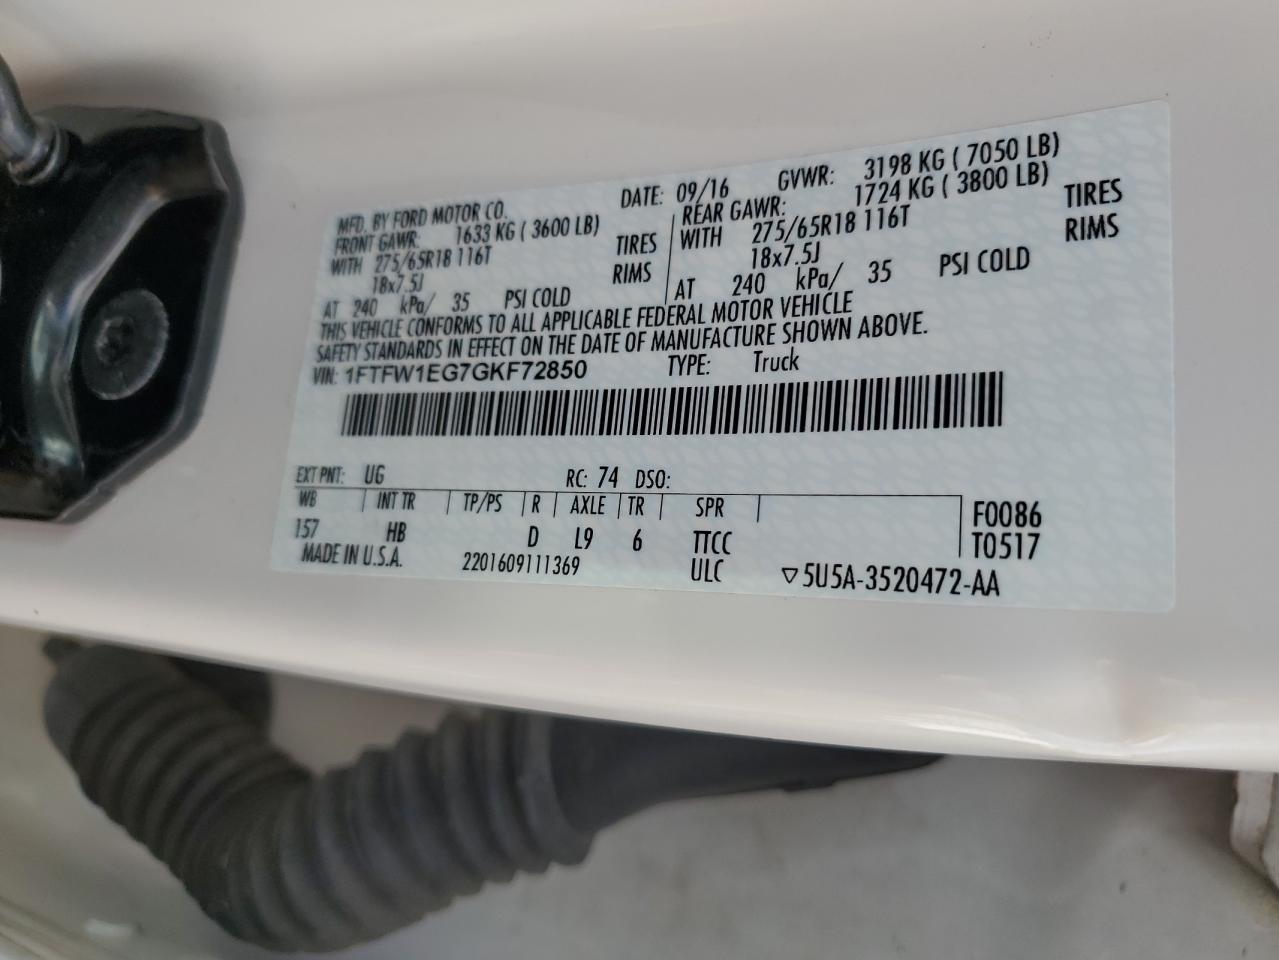 MFD. BY FORD MOTOR CO. DATE: 09/16 GVWR: 3198 KG ( 7050 LB)
FRONT GAWR: 1633 KG ( 3600 LB) REAR GAWR: 1724 KG ( 3800 LB)
WITH 275/65R18 116T TIRES WITH 275/65R18 116T TIRES
18x7.5J RIMS 18x7.5J RIMS
AT 240 kPa/ 35 PSI COLD AT 240 kPa/ 35 PSI COLD
THIS VEHICLE CONFORMS TO ALL APPLICABLE FEDERAL MOTOR VEHICLE
SAFETY STANDARDS IN EFFECT ON THE DATE OF MANUFACTURE SHOWN ABOVE.
VIN: 1FTFW1EG7GKF72850 TYPE: Truck
EXT PNT: UG RC: 74 DSO:
WB INT TR TP/PS R AXLE TR SPR F0086
157 HB D L9 6 TTCC T0517
MADE IN U.S.A. 2201609111369 ULC ▽5U5A-3520472-AA